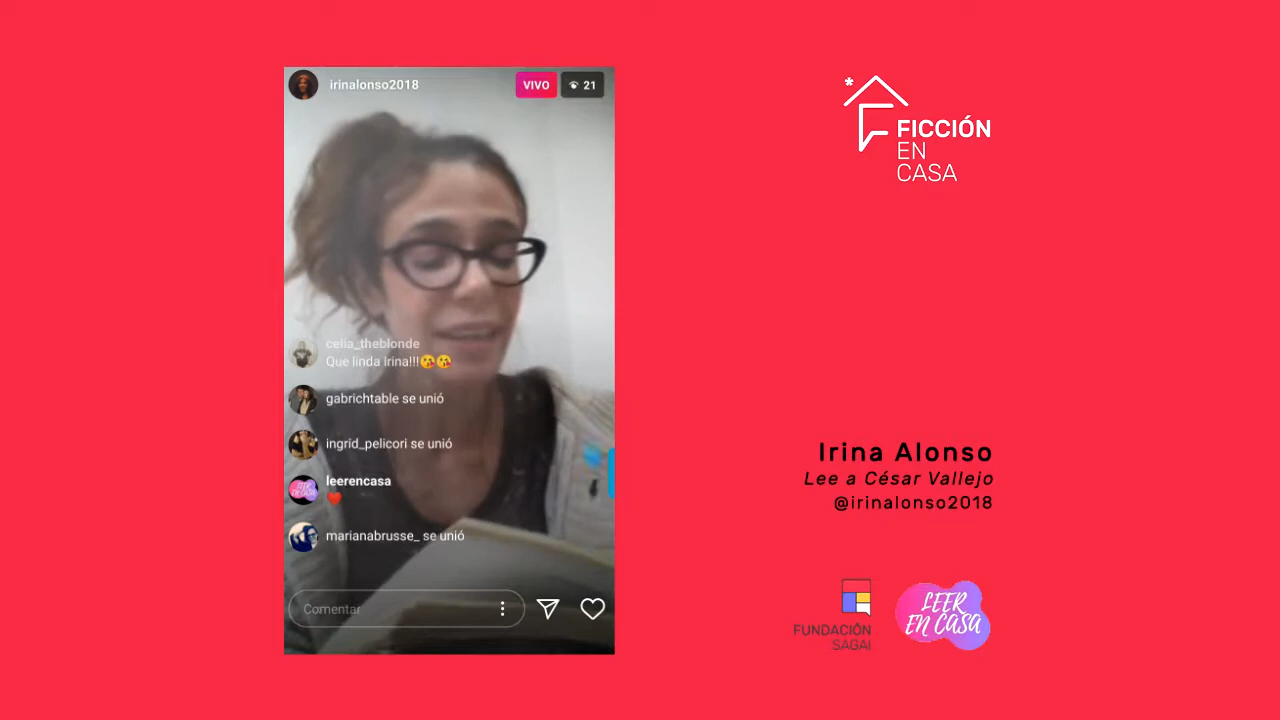 irinalonso2018
VIVO
21
celia_theblonde
Que linda Irina!!!😘😘
gabrichtable se unió
ingrid_pelicori se unió
leerencasa
❤️
marianabrusse_ se unió
Comentar
* FICCIÓN
EN
CASA
Irina Alonso
Lee a César Vallejo
@irinalonso2018
FUNDACIÓN
SAGAI
LEER
EN CASA